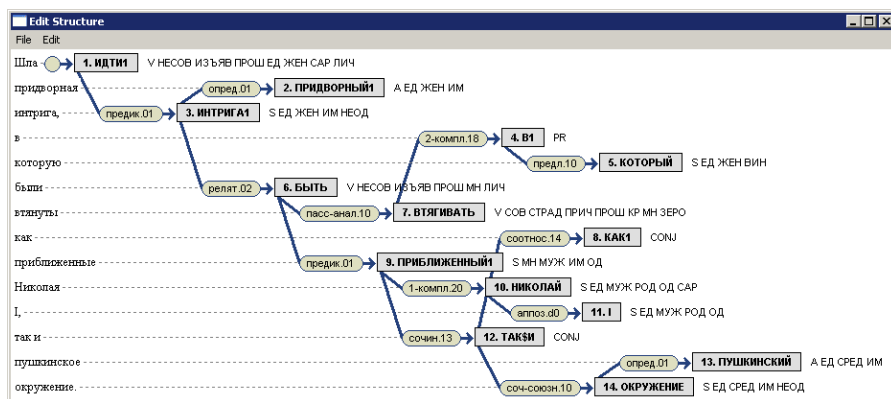 Edit Structure
File Edit
Шла 1. ИДТИ1 V НЕСОВ ИЗЪЯВ ПРОШ ЕД ЖЕН САР ЛИЧ
придворная опред.01 2. ПРИДВОРНЫЙ1 A ЕД ЖЕН ИМ
интрига, предик.01 3. ИНТРИГА1 S ЕД ЖЕН ИМ НЕОД
в 2-компл.18 4. В1 PR
которую предл.10 5. КОТОРЫЙ S ЕД ЖЕН ВИН
были релят.02 6. БЫТЬ V НЕСОВ ИЗЪЯВ ПРОШ МН ЛИЧ
втянуты пасс-анал.10 7. ВТЯГИВАТЬ V СОВ СТРАД ПРИЧ ПРОШ КР МН ЗЕРО
как соотнос.14 8. КАК1 CONJ
приближенные предик.01 9. ПРИБЛИЖЕННЫЙ1 S МН МУЖ ИМ ОД
Николая 1-компл.20 10. НИКОЛАЙ S ЕД МУЖ РОД ОД САР
I, аппоз.d0 11. I S ЕД МУЖ РОД ОД
так и сочин.13 12. ТАК$И CONJ
пушкинское опред.01 13. ПУШКИНСКИЙ A ЕД СРЕД ИМ
окружение. соч-союзн.10 14. ОКРУЖЕНИЕ S ЕД СРЕД ИМ НЕОД